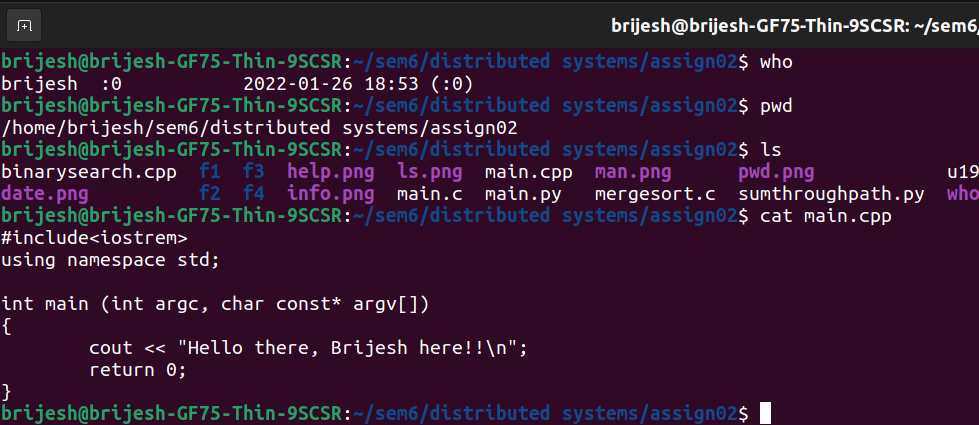 brijesh@brijesh-GF75-Thin-9SCSR: ~/sem6/
brijesh@brijesh-GF75-Thin-9SCSR:~/sem6/distributed systems/assign02$ who
brijesh  :0           2022-01-26 18:53 (:0)
brijesh@brijesh-GF75-Thin-9SCSR:~/sem6/distributed systems/assign02$ pwd
/home/brijesh/sem6/distributed systems/assign02
brijesh@brijesh-GF75-Thin-9SCSR:~/sem6/distributed systems/assign02$ ls
binarysearch.cpp  f1  f3  help.png  ls.png  main.cpp  man.png      pwd.png            u19
date.png          f2  f4  info.png  main.c  main.py   mergesort.c  sumthroughpath.py  who
brijesh@brijesh-GF75-Thin-9SCSR:~/sem6/distributed systems/assign02$ cat main.cpp
#include<iostrem>
using namespace std;
int main (int argc, char const* argv[])
{
        cout << "Hello there, Brijesh here!!\n";
        return 0;
}
brijesh@brijesh-GF75-Thin-9SCSR:~/sem6/distributed systems/assign02$